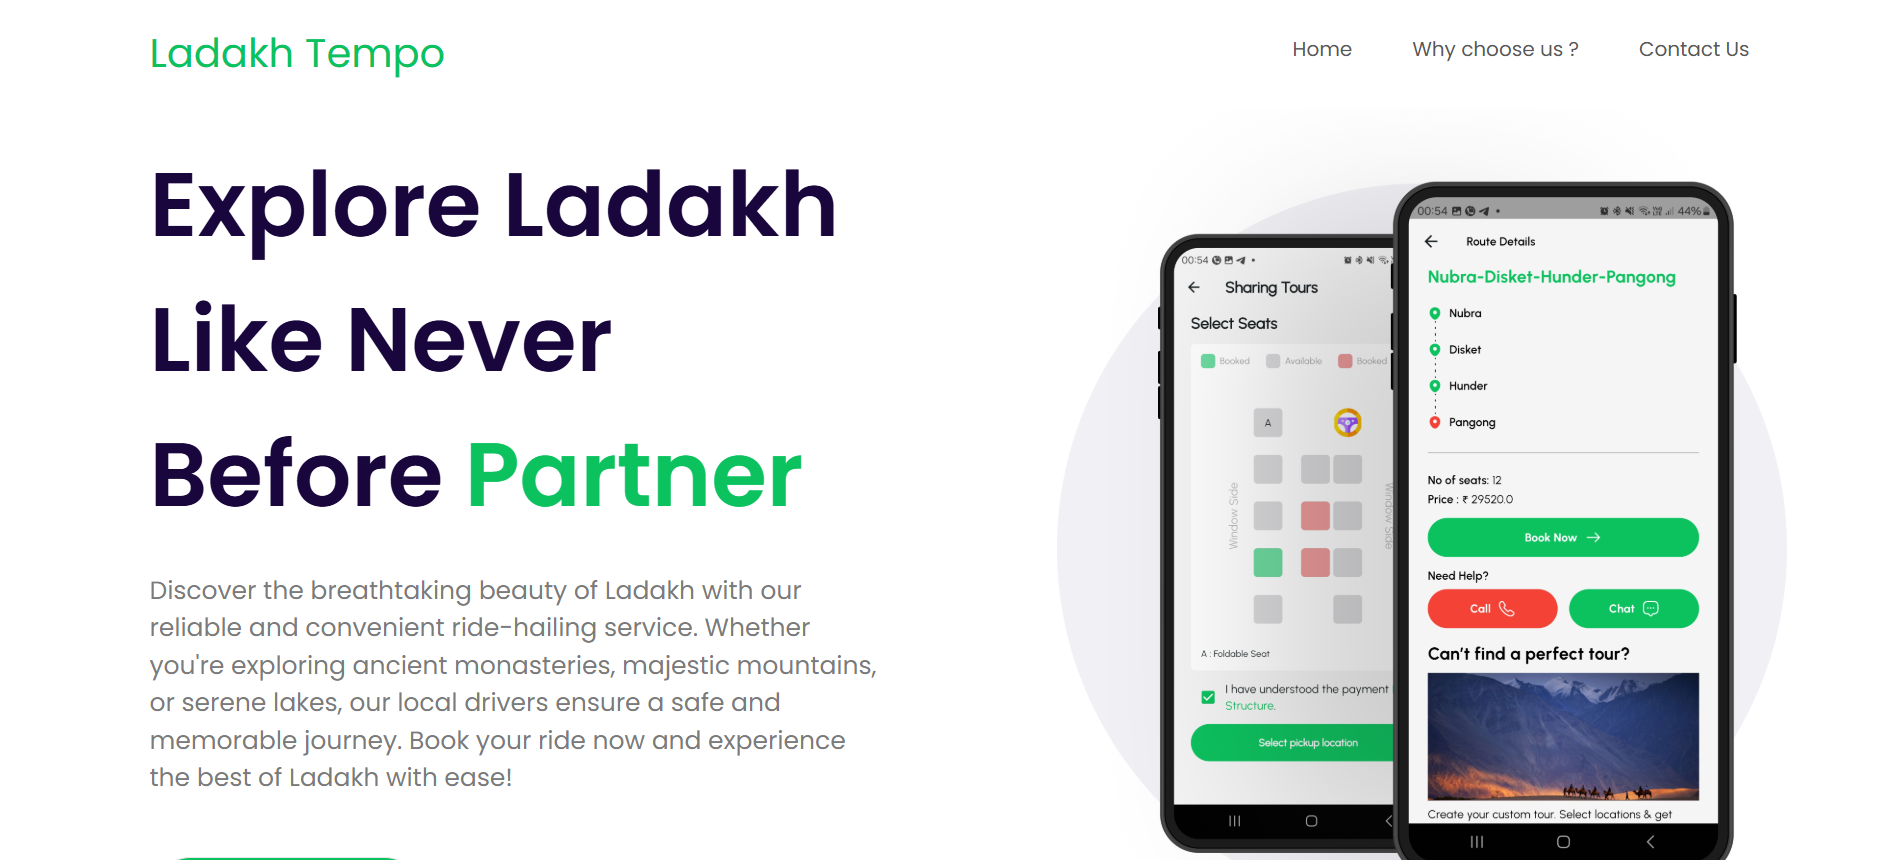 Ladakh Tempo
Home
Why choose us ?
Contact Us
Explore Ladakh
Like Never
Before Partner
Discover the breathtaking beauty of Ladakh with our
reliable and convenient ride-hailing service. Whether
you're exploring ancient monasteries, majestic mountains,
or serene lakes, our local drivers ensure a safe and
memorable journey. Book your ride now and experience
the best of Ladakh with ease!
00:54
Sharing Tours
Select Seats
Booked
Available
Booked
A
Window Side
Window Side
A : Foldable Seat
I have understood the payment
Structure.
Select pickup location
00:54
44%
Route Details
Nubra-Disket-Hunder-Pangong
Nubra
Disket
Hunder
Pangong
No of seats: 12
Price : ₹ 29520.0
Book Now
Need Help?
Call
Chat
Can't find a perfect tour?
Create your custom tour. Select locations & get